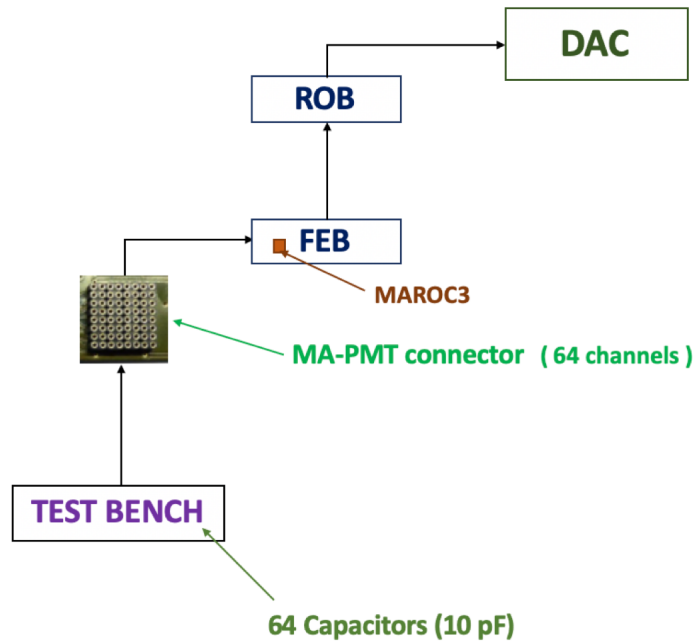 DAC
ROB
FEB
MAROC3
MA-PMT connector ( 64 channels )
TEST BENCH
64 Capacitors (10 pF)